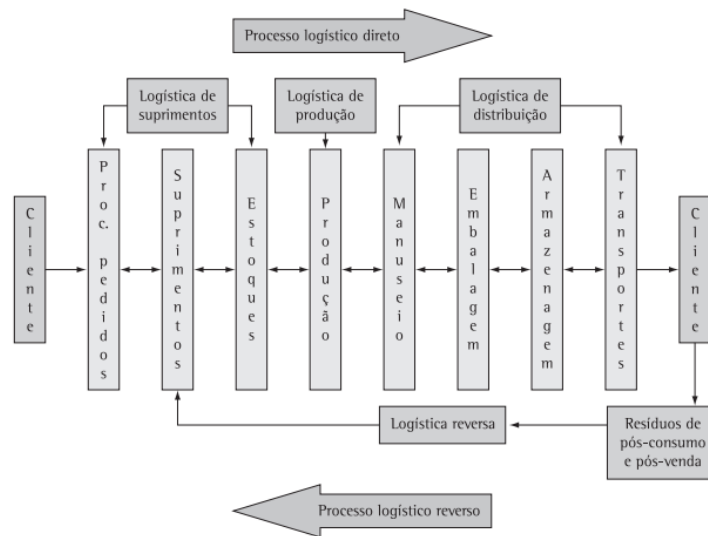 Processo logístico direto
Logística de
suprimentos
Logística de
produção
Logística de
distribuição
Cliente
Proc. pedidos
Suprimentos
Estoques
Produção
Manuseio
Embalagem
Armazenagem
Transportes
Cliente
Logística reversa
Resíduos de
pós-consumo
e pós-venda
Processo logístico reverso